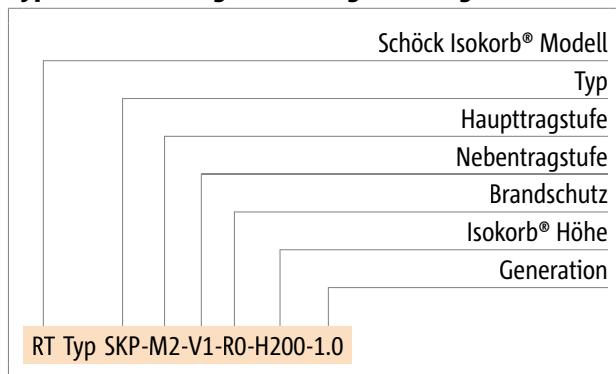 Schöck Isokorb® Modell
Typ
Haupttragstufe
Nebentragstufe
Brandschutz
Isokorb® Höhe
Generation
RT Typ SKP-M2-V1-R0-H200-1.0